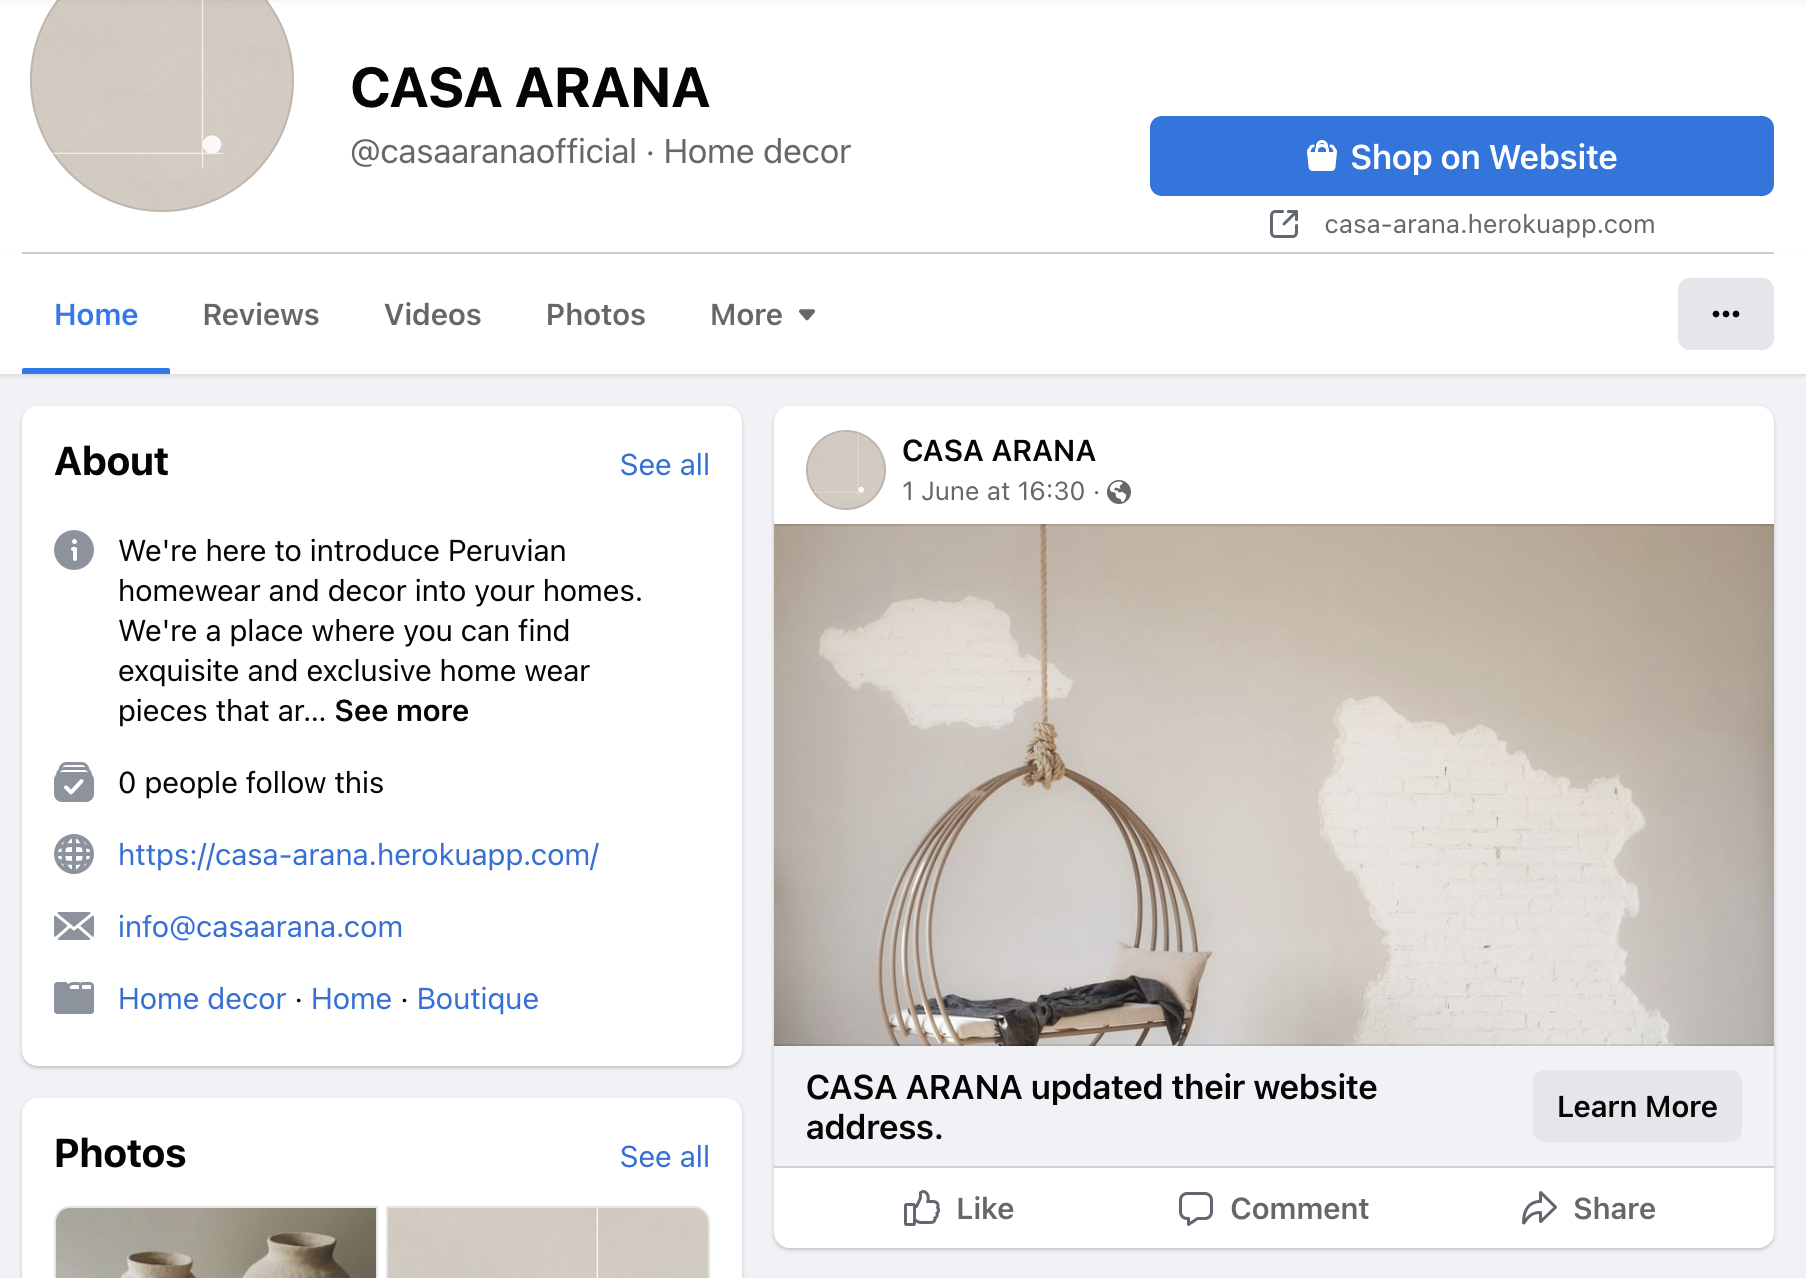 CASA ARANA
@casaaranaofficial · Home decor
Shop on Website
casa-arana.herokuapp.com
Home
Reviews
Videos
Photos
More
About
See all
We're here to introduce Peruvian
homewear and decor into your homes.
We're a place where you can find
exquisite and exclusive home wear
pieces that ar... See more
0 people follow this
https://casa-arana.herokuapp.com/
info@casaarana.com
Home decor · Home · Boutique
Photos
See all
CASA ARANA
1 June at 16:30 ·
CASA ARANA updated their website
address.
Learn More
Like
Comment
Share